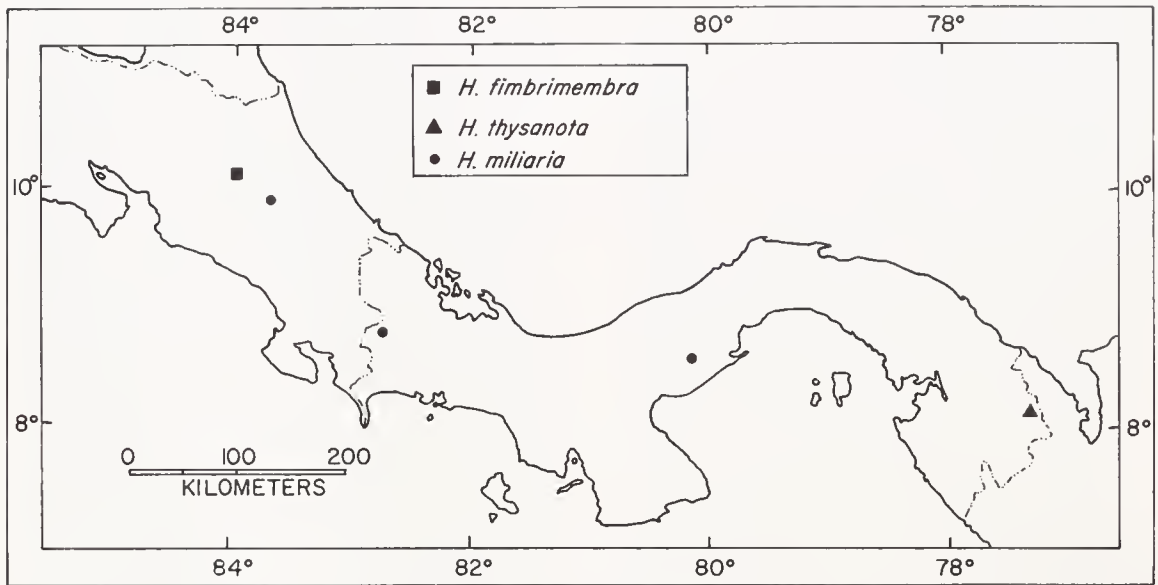 84° 82° 80° 78°
H. fimbrimembra
H. thysanota
H. miliaria
10° 10°
8° 8°
0 100 200
KILOMETERS
84° 82° 80° 78°